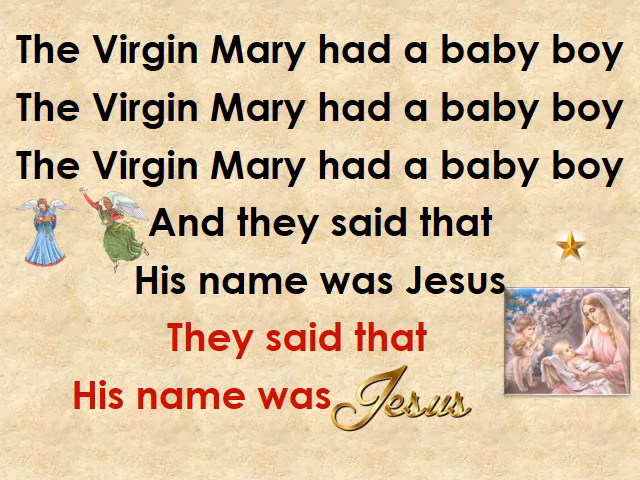 The Virgin Mary had a baby boy
The Virgin Mary had a baby boy
The Virgin Mary had a baby boy
And they said that
His name was Jesus
They said that
His name was Jesus